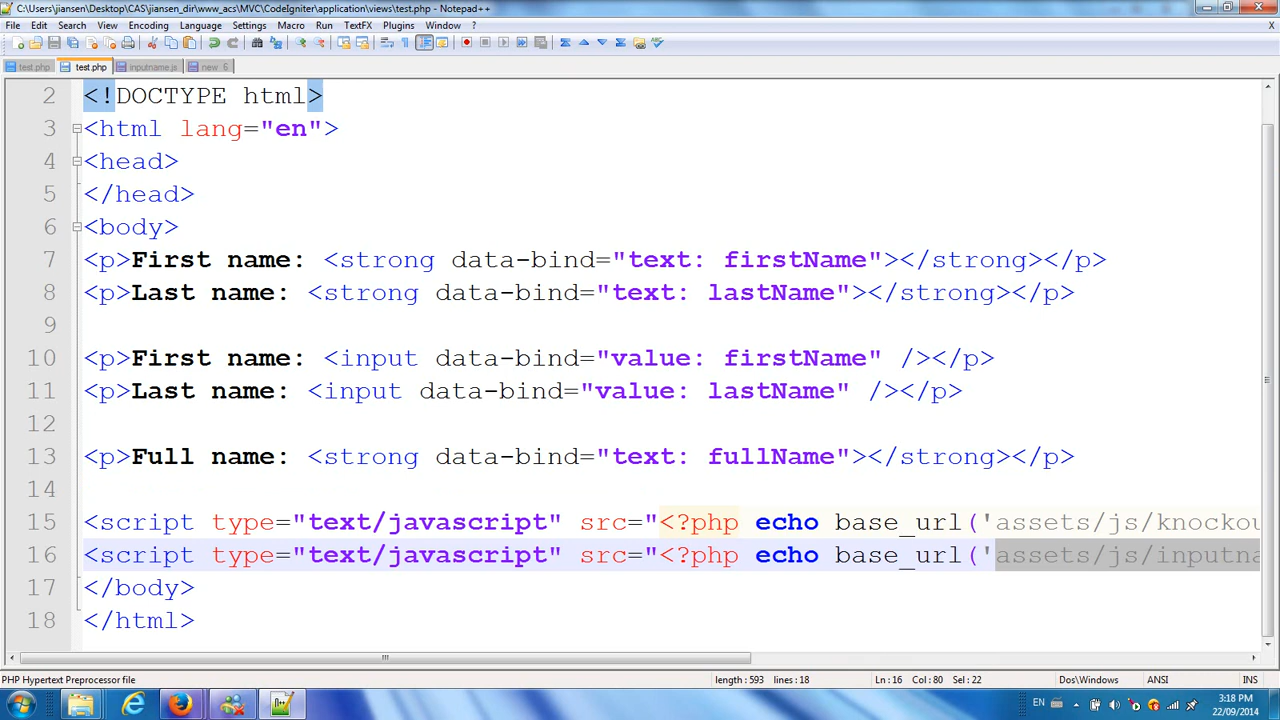 C:\Users\jiansen\Desktop\CAS\jiansen_dir\www_acs\MVC\CodeIgniter\application\views\test.php - Notepad++
File Edit Search View Encoding Language Settings Macro Run TextFX Plugins Window ?
X
test.php test.php inputname.js new 6
2 <!DOCTYPE html>
3 <html lang="en">
4 <head>
5 </head>
6 <body>
7 <p>First name: <strong data-bind="text: firstName"></strong></p>
8 <p>Last name: <strong data-bind="text: lastName"></strong></p>
9
10 <p>First name: <input data-bind="value: firstName" /></p>
11 <p>Last name: <input data-bind="value: lastName" /></p>
12
13 <p>Full name: <strong data-bind="text: fullName"></strong></p>
14
15 <script type="text/javascript" src="<?php echo base_url('assets/js/knockou
16 <script type="text/javascript" src="<?php echo base_url('assets/js/inputna
17 </body>
18 </html>
PHP Hypertext Preprocessor file length : 593 lines : 18 Ln : 16 Col : 80 Sel : 22 Dos\Windows ANSI INS
EN 3:18 PM
22/09/2014